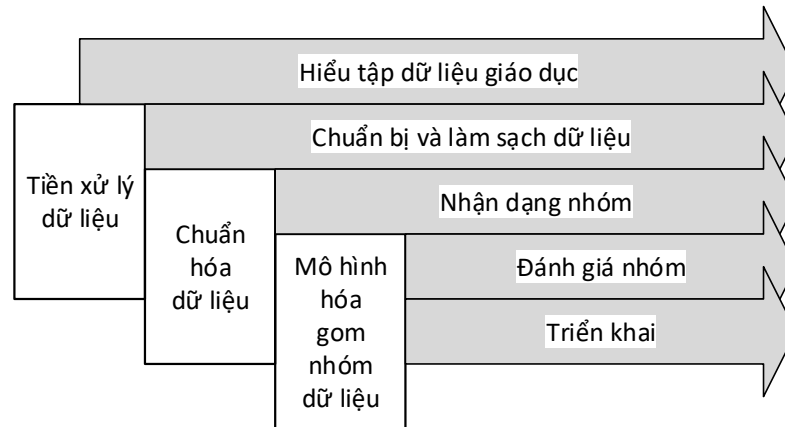 Hiểu tập dữ liệu giáo dục
Chuẩn bị và làm sạch dữ liệu
Tiền xử lý
dữ liệu
Nhận dạng nhóm
Chuẩn
hóa
dữ liệu
Đánh giá nhóm
Mô hình
hóa
gom
nhóm
dữ liệu
Triển khai